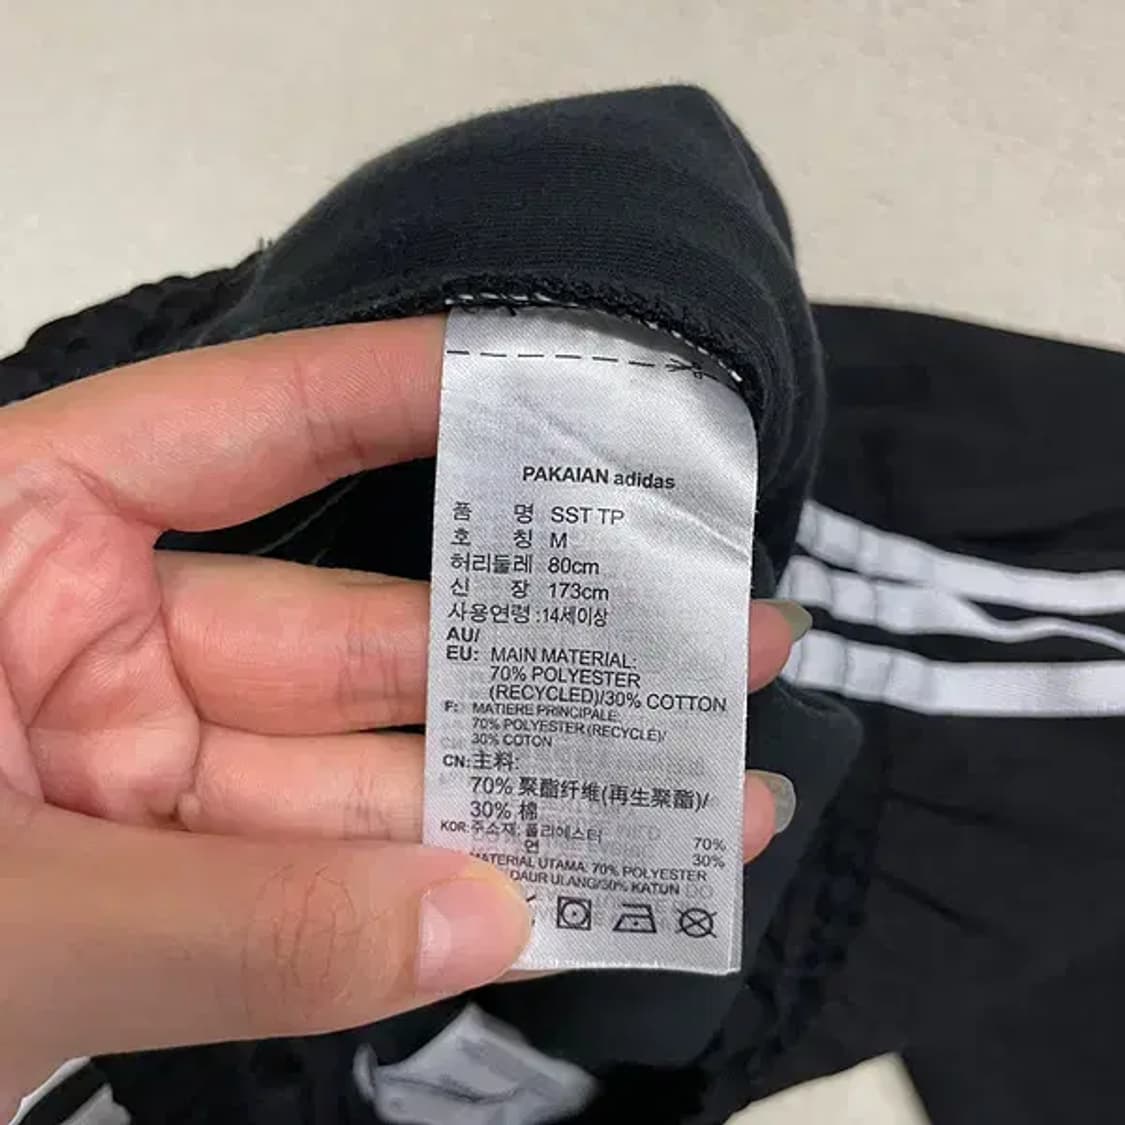 PAKAIAN adidas
품 명 SST TP
호 칭 M
허리둘레 80cm
신 장 173cm
사용연령 :14세이상
AU/
EU: MAIN MATERIAL:
70% POLYESTER
(RECYCLED)/30% COTTON
F: MATIERE PRINCIPALE:
70% POLYESTER (RECYCLE)/
30% COTON
CN:主料:
70% 聚酯纤维(再生聚酯)/
30% 棉
KOR:주소재: 폴리에스터 70%
면 30%
MATERIAL UTAMA: 70% POLYESTER
DAUR ULANG/30% KATUN